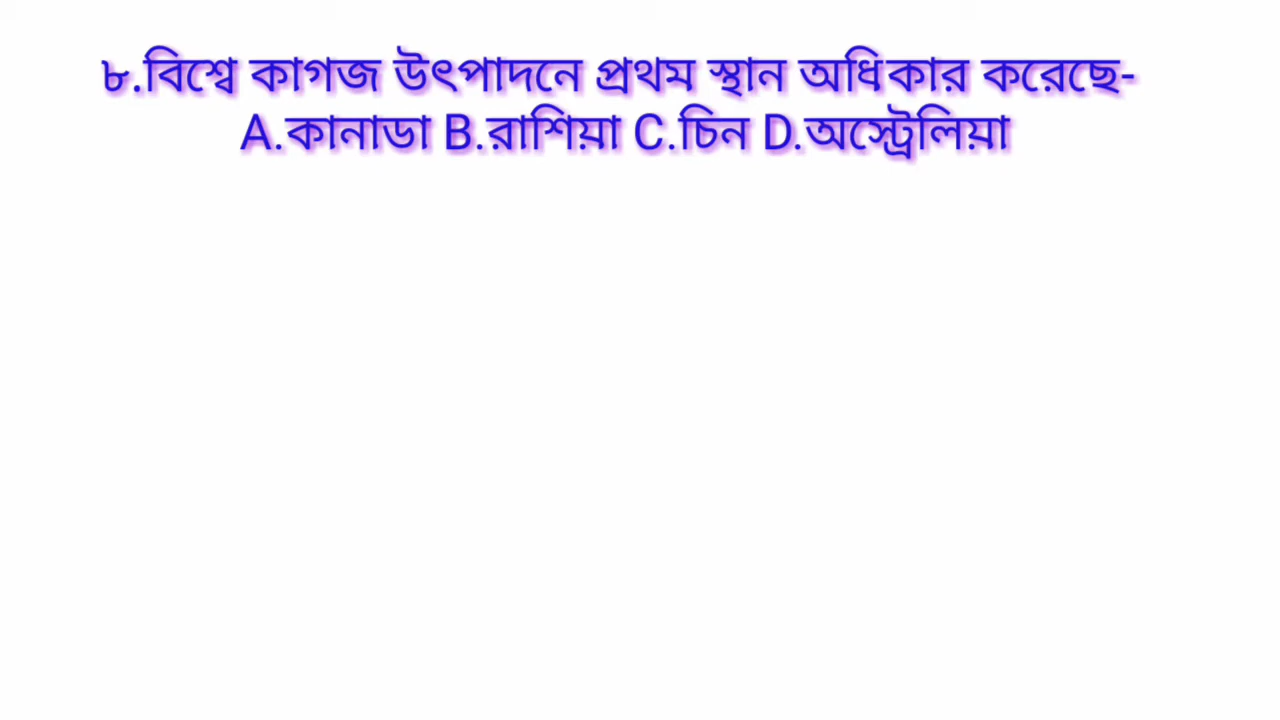 ৮.বিশ্বে কাগজ উৎপাদনে প্রথম স্থান অধিকার করেছে-
A.কানাডা B.রাশিয়া C.চিন D.অস্ট্রেলিয়া